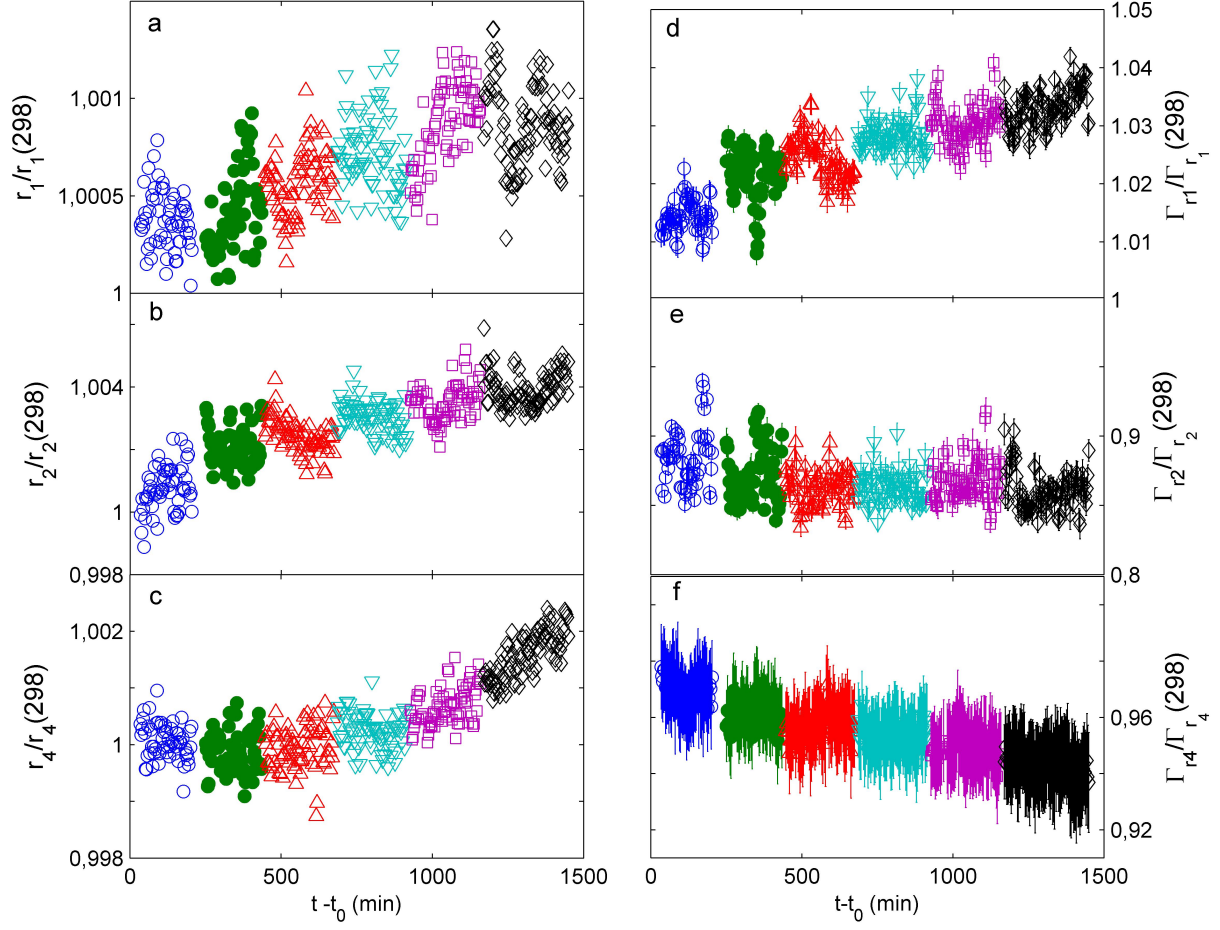 a
1,001
1,0005
1
r1/r1(298)
b
1,004
1
0,998
r2/r2(298)
c
1,002
1
0,998
r4/r4(298)
0 500 1000 1500
t -t0 (min)
d
1.05
1.04
1.03
1.02
1.01
Γr1/Γr1(298)
e
1
0,9
0,8
Γr2/Γr2(298)
f
0,96
0,92
Γr4/Γr4(298)
0 500 1000 1500
t-t0 (min)